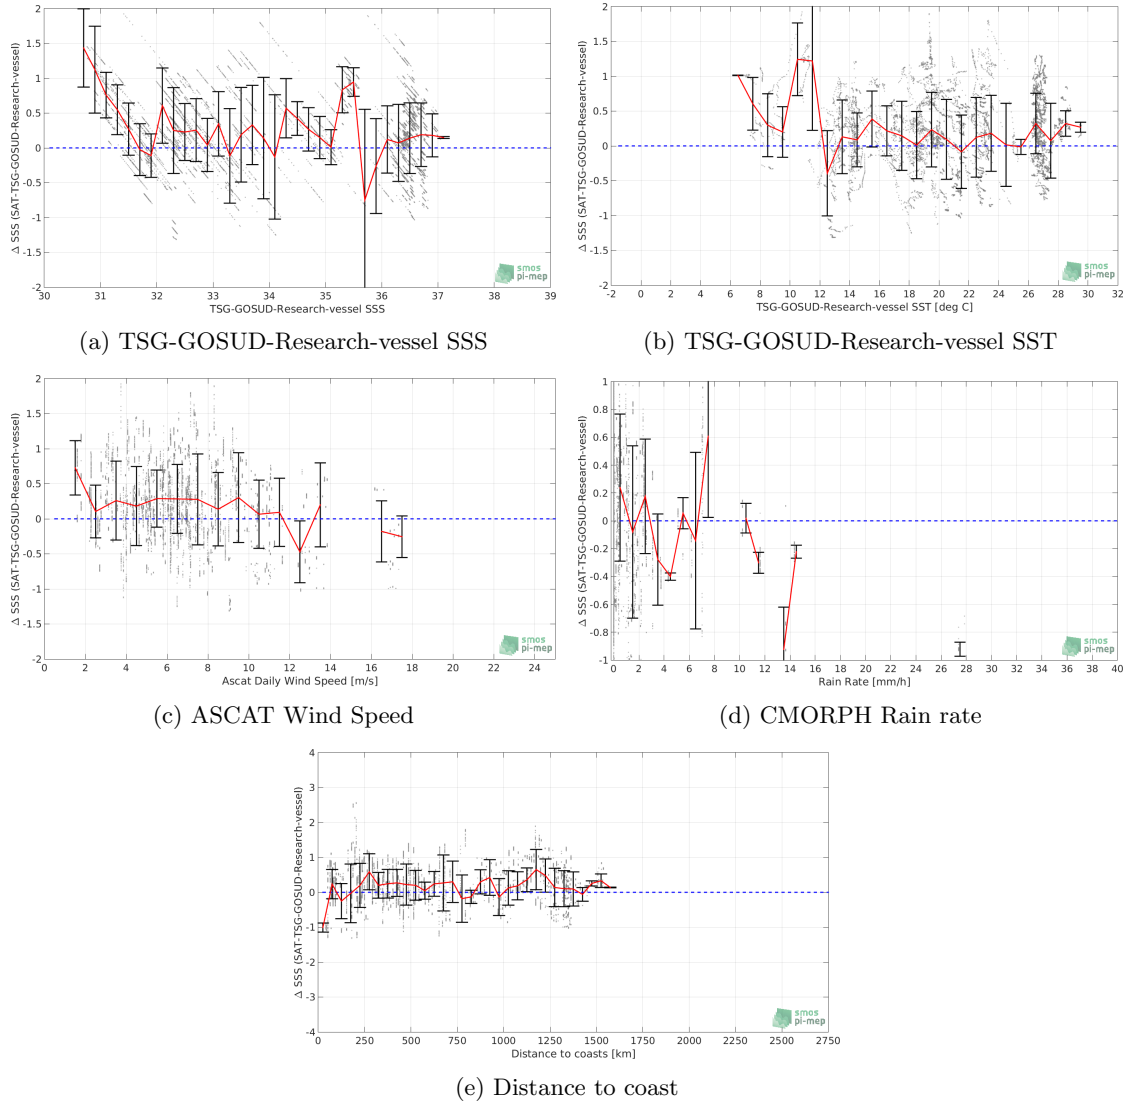 Δ SSS (SAT-TSG-GOSUD-Research-vessel)
2
1.5
1
0.5
0
-0.5
-1
-1.5
-2
30 31 32 33 34 35 36 37 38 39
TSG-GOSUD-Research-vessel SSS
smos
pi-mep
(a) TSG-GOSUD-Research-vessel SSS
Δ SSS (SAT-TSG-GOSUD-Research-vessel)
2
1.5
1
0.5
0
-0.5
-1
-1.5
-2
-2 0 2 4 6 8 10 12 14 16 18 20 22 24 26 28 30 32
TSG-GOSUD-Research-vessel SST [deg C]
smos
pi-mep
(b) TSG-GOSUD-Research-vessel SST
Δ SSS (SAT-TSG-GOSUD-Research-vessel)
2
1.5
1
0.5
0
-0.5
-1
-1.5
-2
0 2 4 6 8 10 12 14 16 18 20 22 24
Ascat Daily Wind Speed [m/s]
smos
pi-mep
(c) ASCAT Wind Speed
Δ SSS (SAT-TSG-GOSUD-Research-vessel)
1
0.8
0.6
0.4
0.2
0
-0.2
-0.4
-0.6
-0.8
-1
0 2 4 6 8 10 12 14 16 18 20 22 24 26 28 30 32 34 36 38 40
Rain Rate [mm/h]
smos
pi-mep
(d) CMORPH Rain rate
Δ SSS (SAT-TSG-GOSUD-Research-vessel)
4
3
2
1
0
-1
-2
-3
-4
0 250 500 750 1000 1250 1500 1750 2000 2250 2500 2750
Distance to coasts [km]
smos
pi-mep
(e) Distance to coast